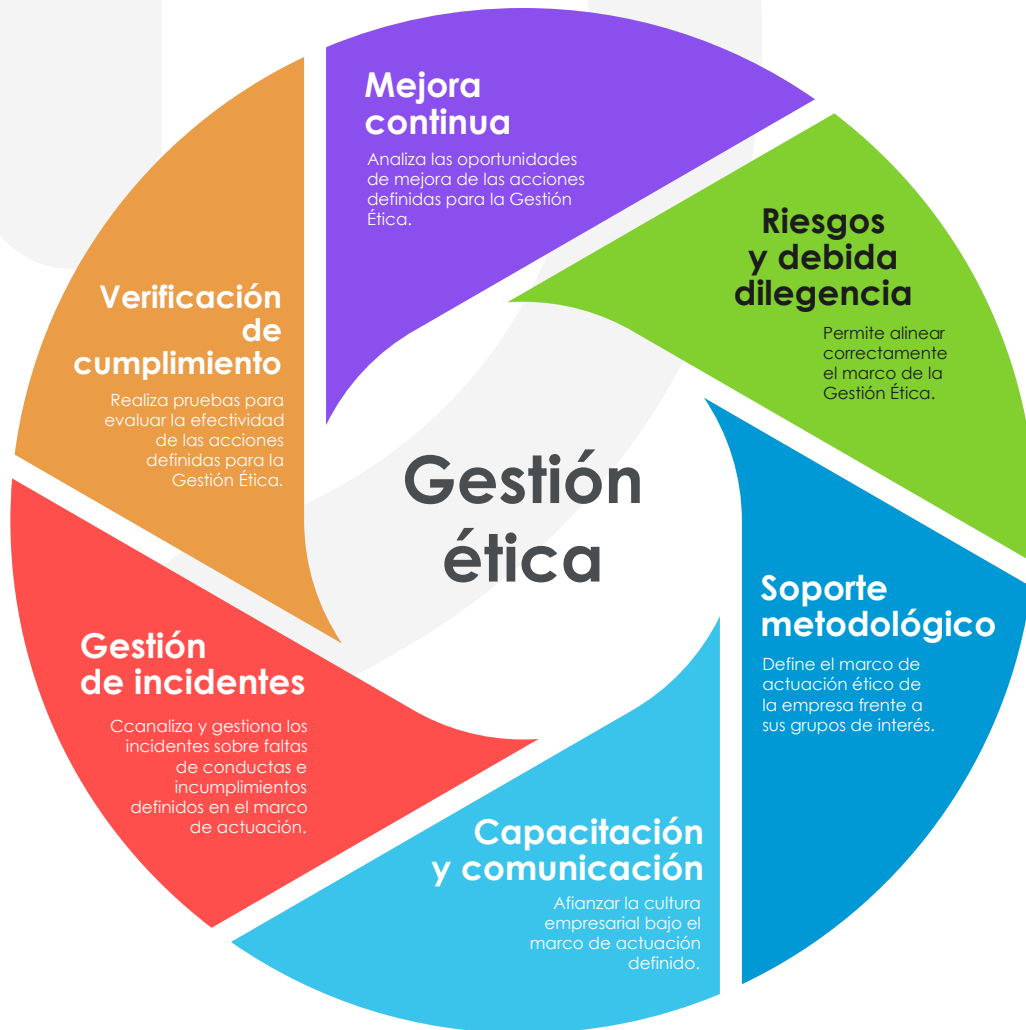 Mejora
continua
Analiza las oportunidades
de mejora de las acciones
definidas para la Gestión
Ética.
Riesgos
y debida
dilegencia
Permite alinear
correctamente
el marco de la
Gestión Ética.
Soporte
metodológico
Define el marco de
actuación ético de
la empresa frente a
sus grupos de interés.
Capacitación
y comunicación
Afianzar la cultura
empresarial bajo el
marco de actuación
definido.
Gestión
de incidentes
Ccanaliza y gestiona los
incidentes sobre faltas
de conductas e
incumplimientos
definidos en el marco
de actuación.
Verificación
de
cumplimiento
Realiza pruebas para
evaluar la efectividad
de las acciones
definidas para la
Gestión Ética.
Gestión
ética